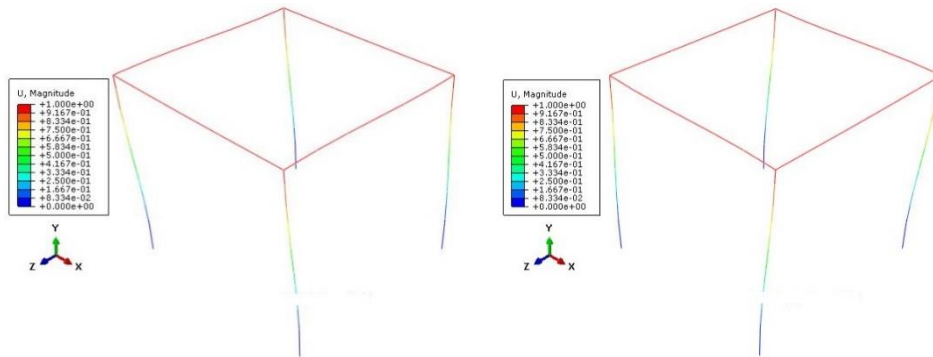 U, Magnitude
+1.000e+00
+9.167e-01
+8.334e-01
+7.500e-01
+6.667e-01
+5.834e-01
+5.000e-01
+4.167e-01
+3.334e-01
+2.500e-01
+1.667e-01
+8.334e-02
+0.000e+00
Y
Z X
U, Magnitude
+1.000e+00
+9.167e-01
+8.334e-01
+7.500e-01
+6.667e-01
+5.834e-01
+5.000e-01
+4.167e-01
+3.334e-01
+2.500e-01
+1.667e-01
+8.334e-02
+0.000e+00
Y
Z X